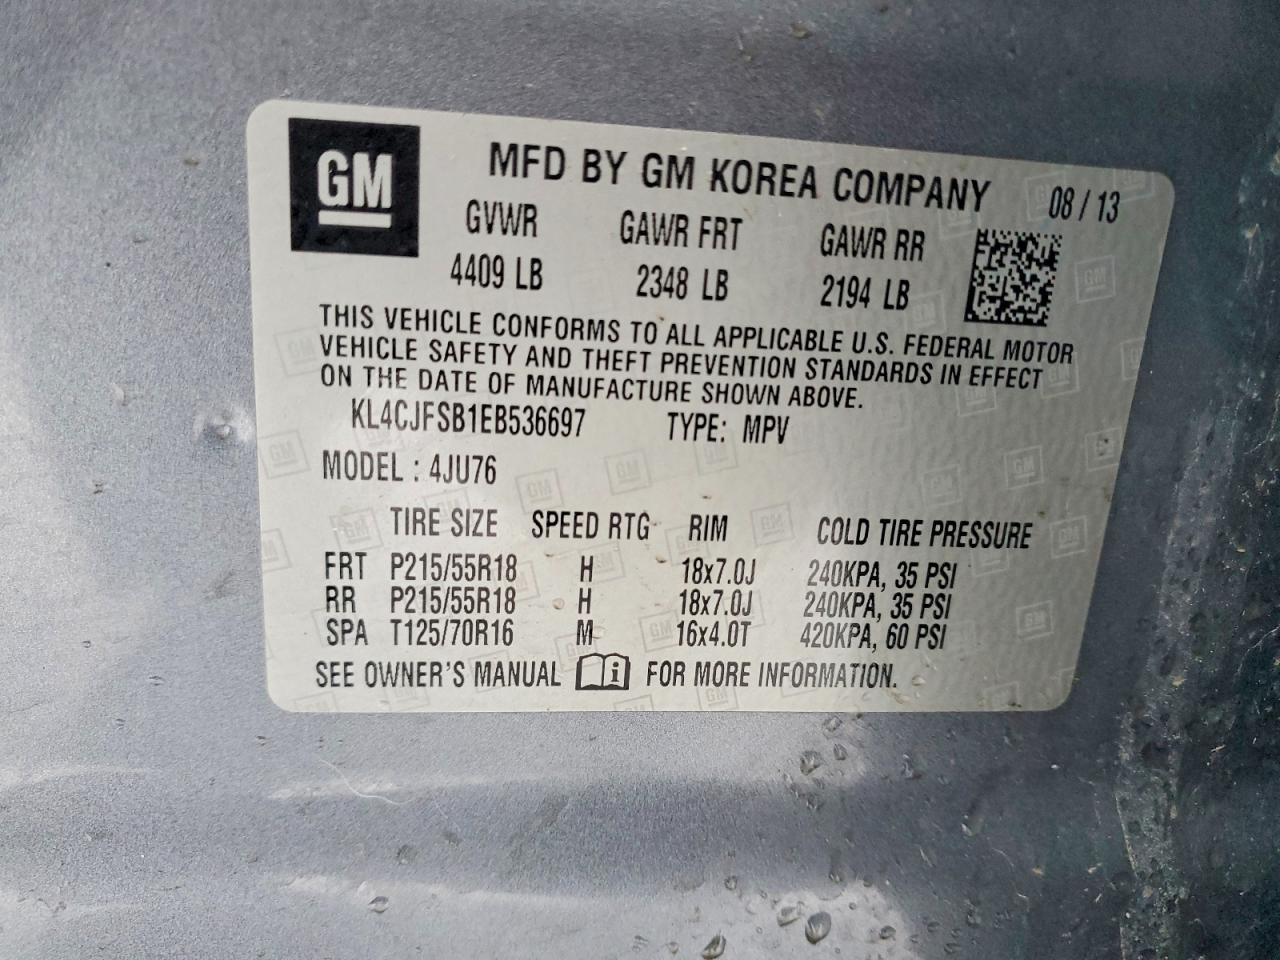 GM
MFD BY GM KOREA COMPANY 08 / 13
GVWR GAWR FRT GAWR RR
4409 LB 2348 LB 2194 LB
THIS VEHICLE CONFORMS TO ALL APPLICABLE U.S. FEDERAL MOTOR
VEHICLE SAFETY AND THEFT PREVENTION STANDARDS IN EFFECT
ON THE DATE OF MANUFACTURE SHOWN ABOVE.
KL4CJFSB1EB536697 TYPE: MPV
MODEL : 4JU76
TIRE SIZE SPEED RTG RIM COLD TIRE PRESSURE
FRT P215/55R18 H 18x7.0J 240KPA, 35 PSI
RR P215/55R18 H 18x7.0J 240KPA, 35 PSI
SPA T125/70R16 M 16x4.0T 420KPA, 60 PSI
SEE OWNER'S MANUAL i FOR MORE INFORMATION.